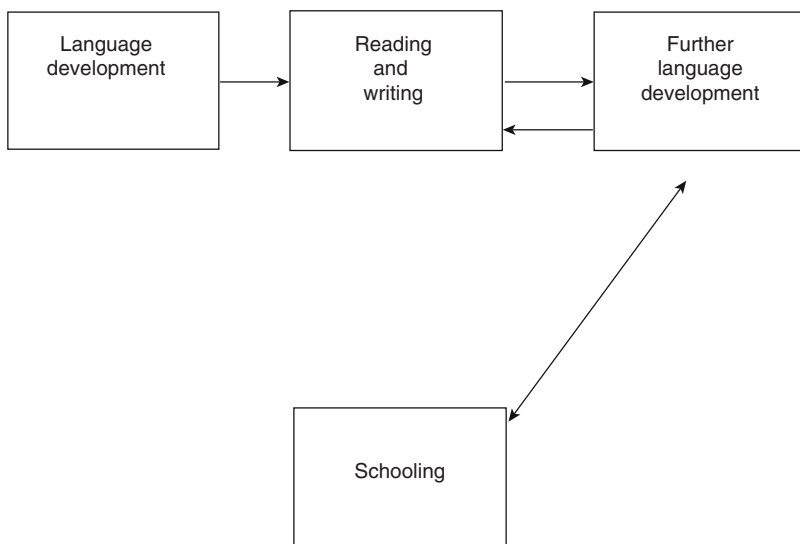 Language
development
Reading
and
writing
Further
language
development
Schooling